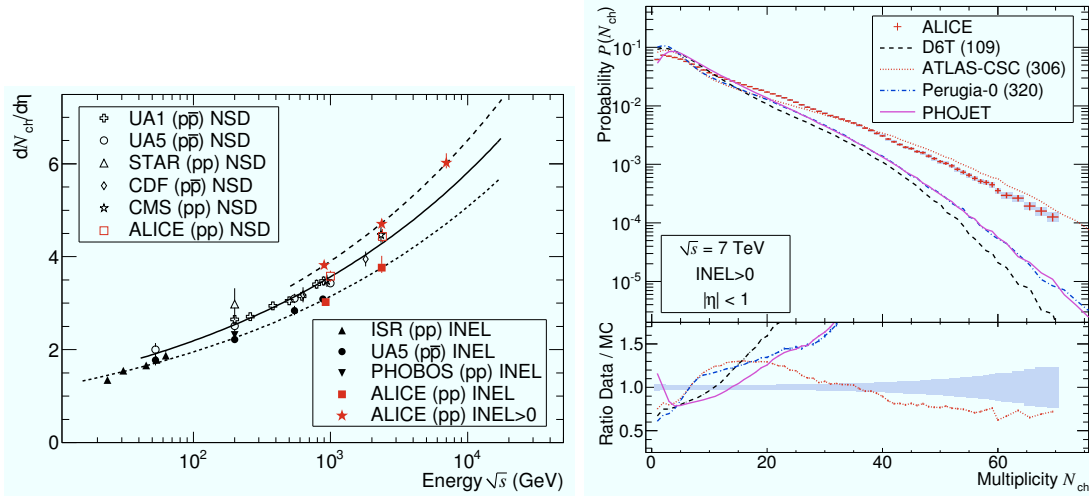 dN_ch/dη
6
4
2
0
10²
10³
10⁴
Energy √s (GeV)
UA1 (pp̅) NSD
UA5 (pp̅) NSD
STAR (pp) NSD
CDF (pp̅) NSD
CMS (pp) NSD
ALICE (pp) NSD
ISR (pp) INEL
UA5 (pp̅) INEL
PHOBOS (pp) INEL
ALICE (pp) INEL
ALICE (pp) INEL>0
Probability P(N_ch)
10⁻¹
10⁻²
10⁻³
10⁻⁴
10⁻⁵
ALICE
D6T (109)
ATLAS-CSC (306)
Perugia-0 (320)
PHOJET
√s = 7 TeV
INEL>0
|η| < 1
Ratio Data / MC
1.5
1.0
0.5
0
20
40
60
Multiplicity N_ch